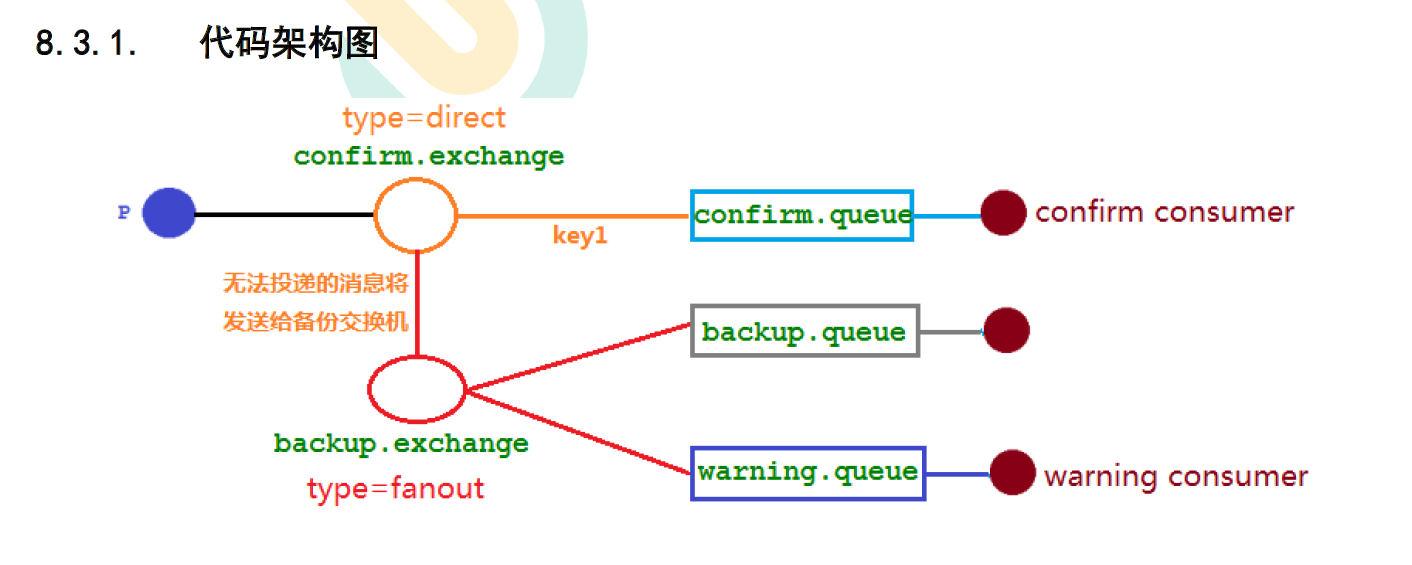 8.3.1. 代码架构图
type=direct
confirm.exchange
P
confirm.queue
confirm consumer
key1
无法投递的消息将
发送给备份交换机
backup.queue
backup.exchange
type=fanout
warning.queue
warning consumer